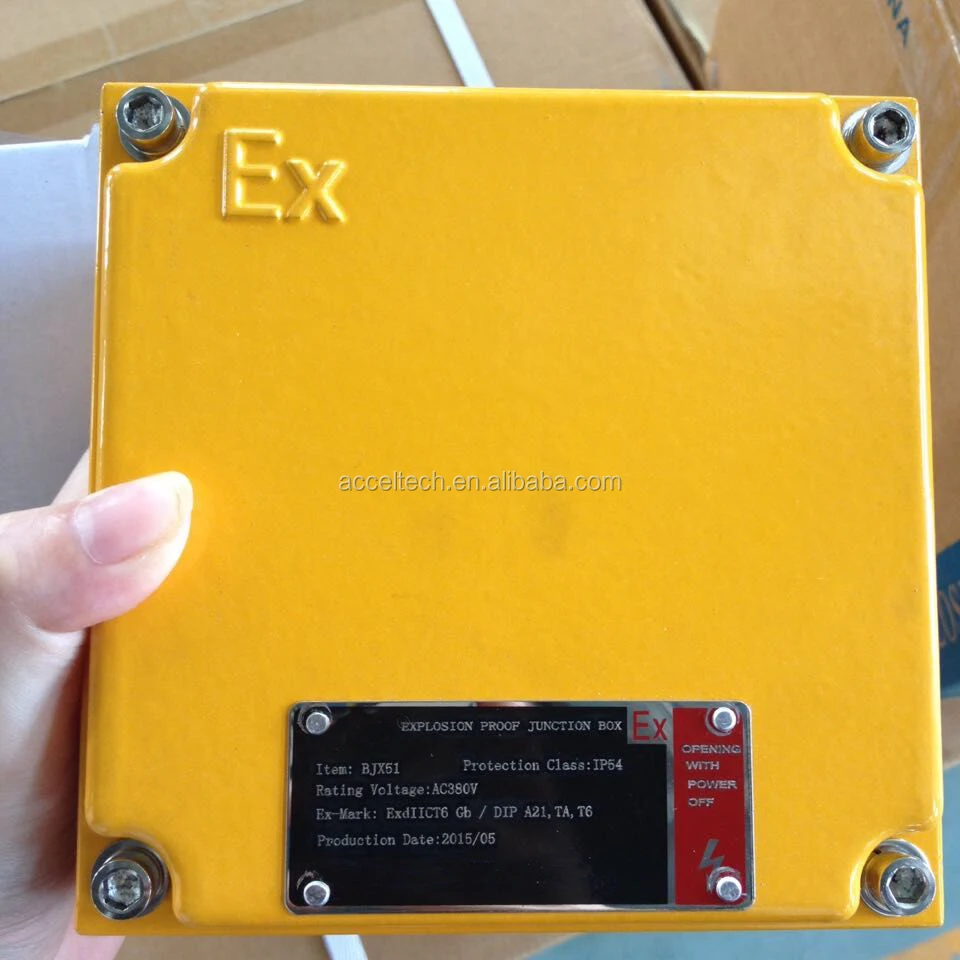 NA
Ex
acceltech.en.alibaba.com
EXPLOSION PROOF JUNCTION BOX Ex
Item: BJX51 Protection Class:IP54
Rating Voltage:AC380V
Ex-Mark: ExdIICT6 Gb / DIP A21,TA,T6
Production Date:2015/05
OPENING
WITH
POWER
OFF